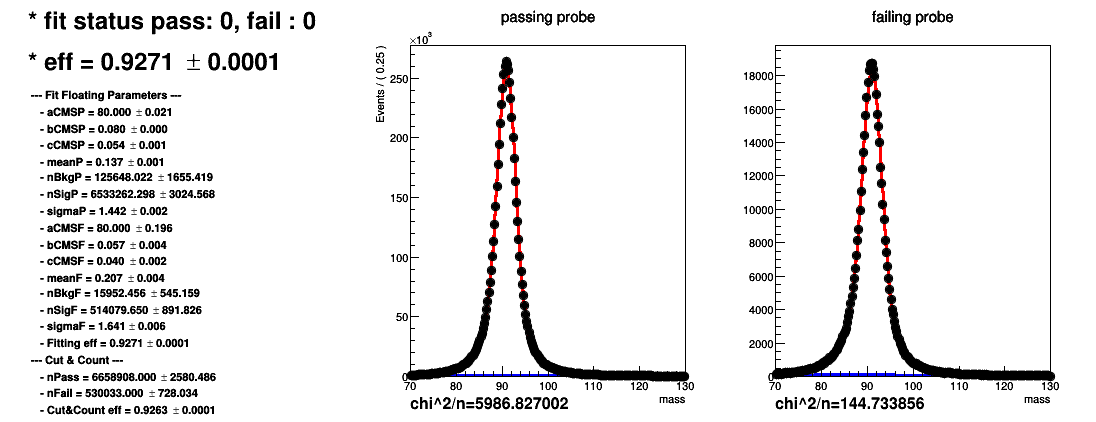 * fit status pass: 0, fail : 0
* eff = 0.9271 ± 0.0001
--- Fit Floating Parameters ---
- aCMSP = 80.000 ± 0.021
- bCMSP = 0.080 ± 0.000
- cCMSP = 0.054 ± 0.001
- meanP = 0.137 ± 0.001
- nBkgP = 125648.022 ± 1655.419
- nSigP = 6533262.298 ± 3024.568
- sigmaP = 1.442 ± 0.002
- aCMSF = 80.000 ± 0.196
- bCMSF = 0.057 ± 0.004
- cCMSF = 0.040 ± 0.002
- meanF = 0.207 ± 0.004
- nBkgF = 15952.456 ± 545.159
- nSigF = 514079.650 ± 891.826
- sigmaF = 1.641 ± 0.006
- Fitting eff = 0.9271 ± 0.0001
--- Cut & Count ---
- nPass = 6658908.000 ± 2580.486
- nFail = 530033.000 ± 728.034
- Cut&Count eff = 0.9263 ± 0.0001
passing probe
×10³
Events / ( 0.25 )
250
200
150
100
50
0
70 80 90 100 110 120 130
mass
chi^2/n=5986.827002
failing probe
18000
16000
14000
12000
10000
8000
6000
4000
2000
0
70 80 90 100 110 120 130
mass
chi^2/n=144.733856